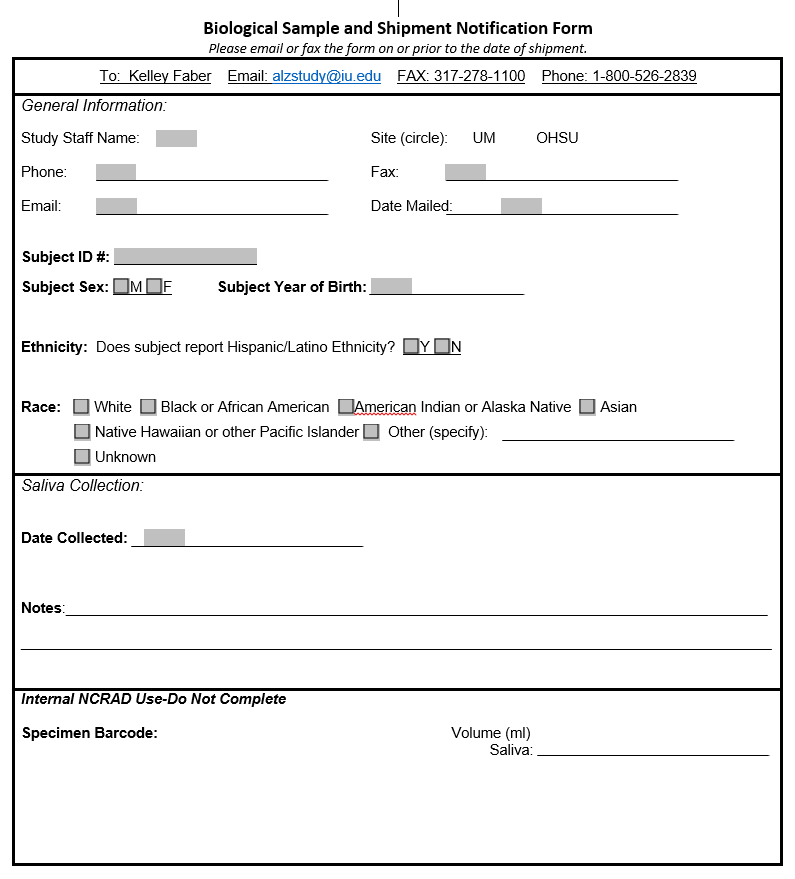 Biological Sample and Shipment Notification Form
Please email or fax the form on or prior to the date of shipment.
To: Kelley Faber Email: alzstudy@iu.edu FAX: 317-278-1100 Phone: 1-800-526-2839
General Information:
Study Staff Name: Site (circle): UM OHSU
Phone: Fax:
Email: Date Mailed:
Subject ID #:
Subject Sex: M F Subject Year of Birth:
Ethnicity: Does subject report Hispanic/Latino Ethnicity? Y N
Race: White Black or African American American Indian or Alaska Native Asian
Native Hawaiian or other Pacific Islander Other (specify):
Unknown
Saliva Collection:
Date Collected:
Notes:
Internal NCRAD Use-Do Not Complete
Specimen Barcode: Volume (ml)
Saliva: